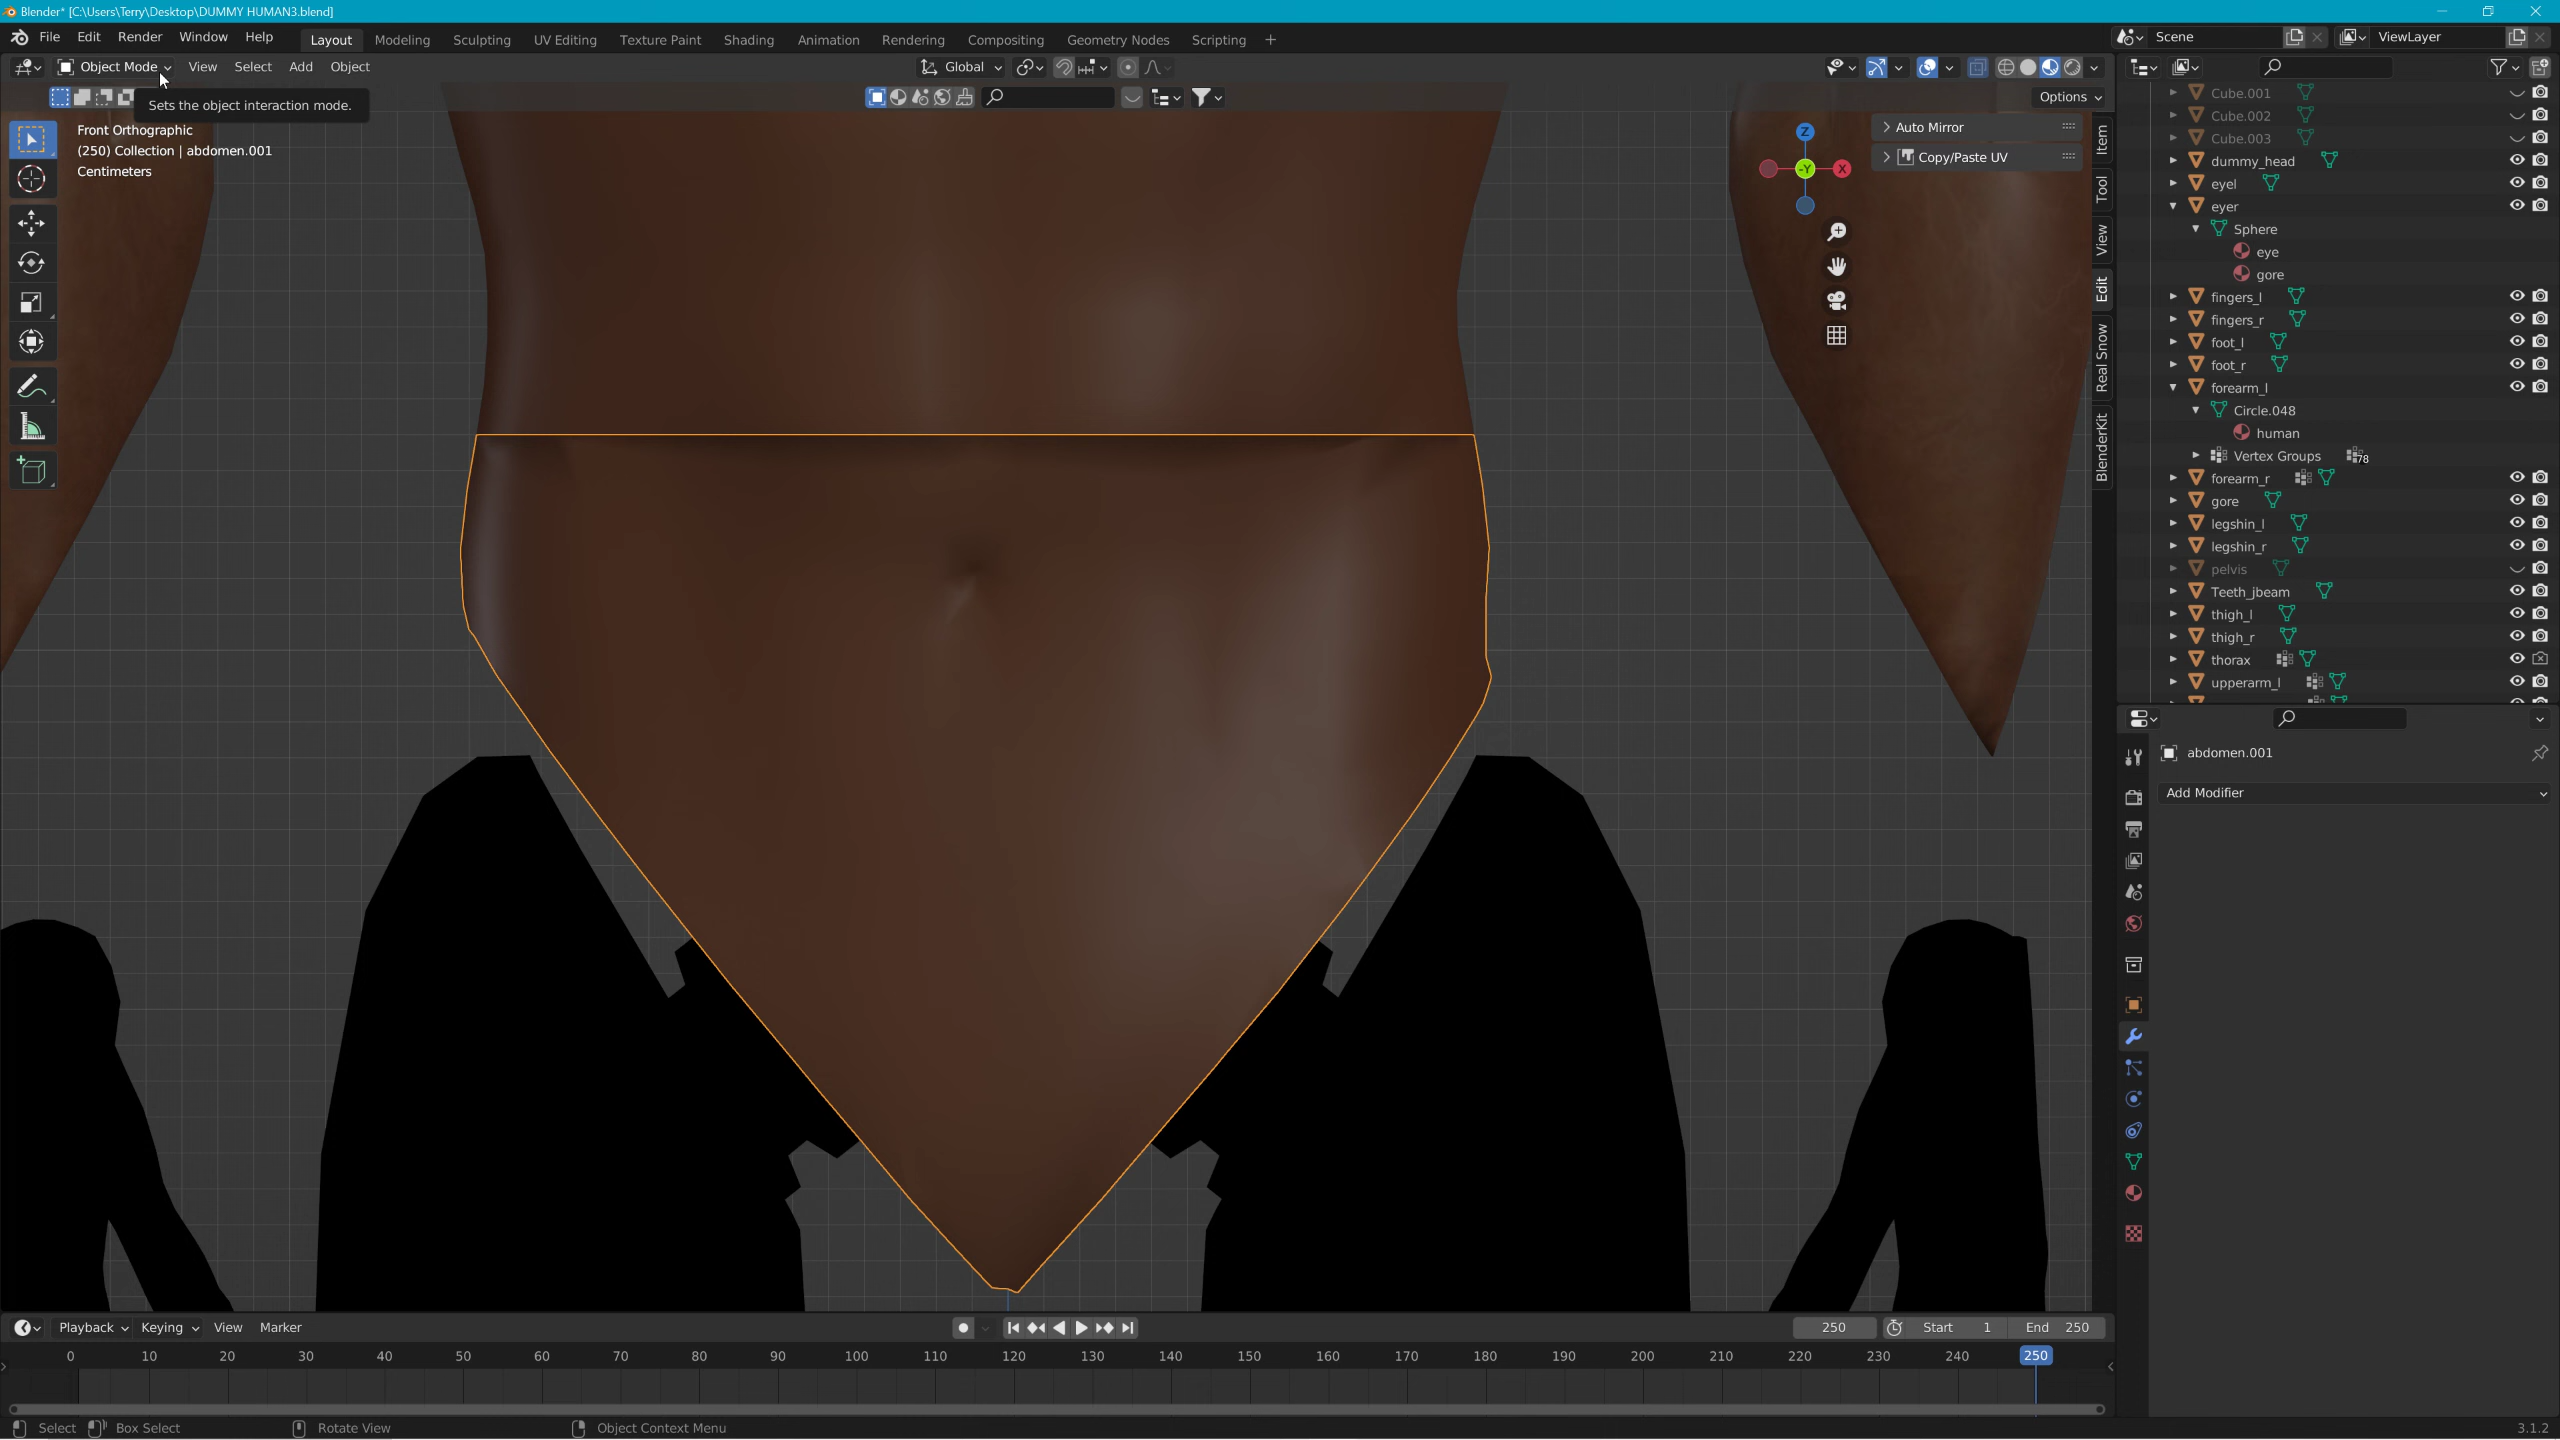 Blender* [C:\Users\Terry\Desktop\DUMMY HUMAN3.blend]
File Edit Render Window Help Layout Modeling Sculpting UV Editing Texture Paint Shading Animation Rendering Compositing Geometry Nodes Scripting + Scene ViewLayer
Object Mode View Select Add Object Global
Sets the object interaction mode. Options
Front Orthographic
(250) Collection | abdomen.001
Centimeters
Z
-Y
X
Auto Mirror
Copy/Paste UV
Item
Tool
View
Edit
Real Snow
BlenderKit
Cube.001
Cube.002
Cube.003
dummy_head
eyel
eyer
Sphere
eye
gore
fingers_l
fingers_r
foot_l
foot_r
forearm_l
Circle.048
human
Vertex Groups 78
forearm_r
gore
legshin_l
legshin_r
pelvis
Teeth_jbeam
thigh_l
thigh_r
thorax
upperarm_l
abdomen.001
Add Modifier
Playback Keying View Marker 250 Start 1 End 250
0 10 20 30 40 50 60 70 80 90 100 110 120 130 140 150 160 170 180 190 200 210 220 230 240 250
Select Box Select Rotate View Object Context Menu 3.1.2